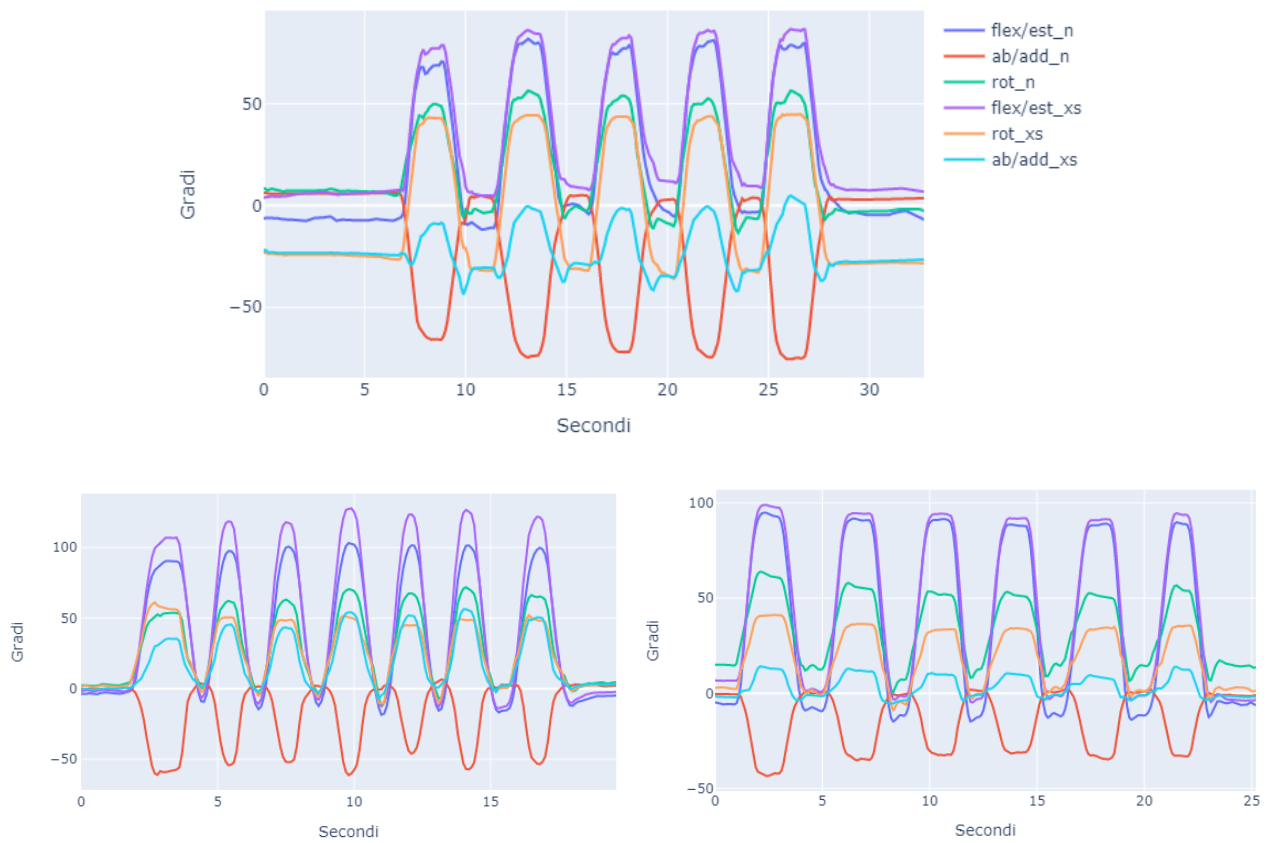 flex/est_n
ab/add_n
rot_n
flex/est_xs
rot_xs
ab/add_xs
50
0
−50
Gradi
0 5 10 15 20 25 30
Secondi
100
50
0
−50
Gradi
0 5 10 15
Secondi
100
50
0
−50
Gradi
0 5 10 15 20 25
Secondi